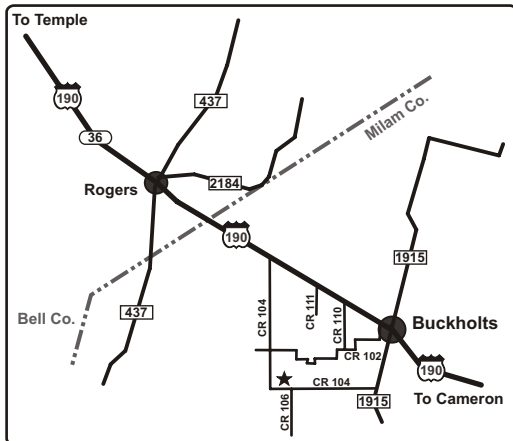 To Temple
190
437
36
Milam Co.
Rogers
2184
190
1915
Bell Co.
437
CR 104
CR 111
CR 110
Buckholts
CR 102
CR 104
190
CR 106
1915
To Cameron